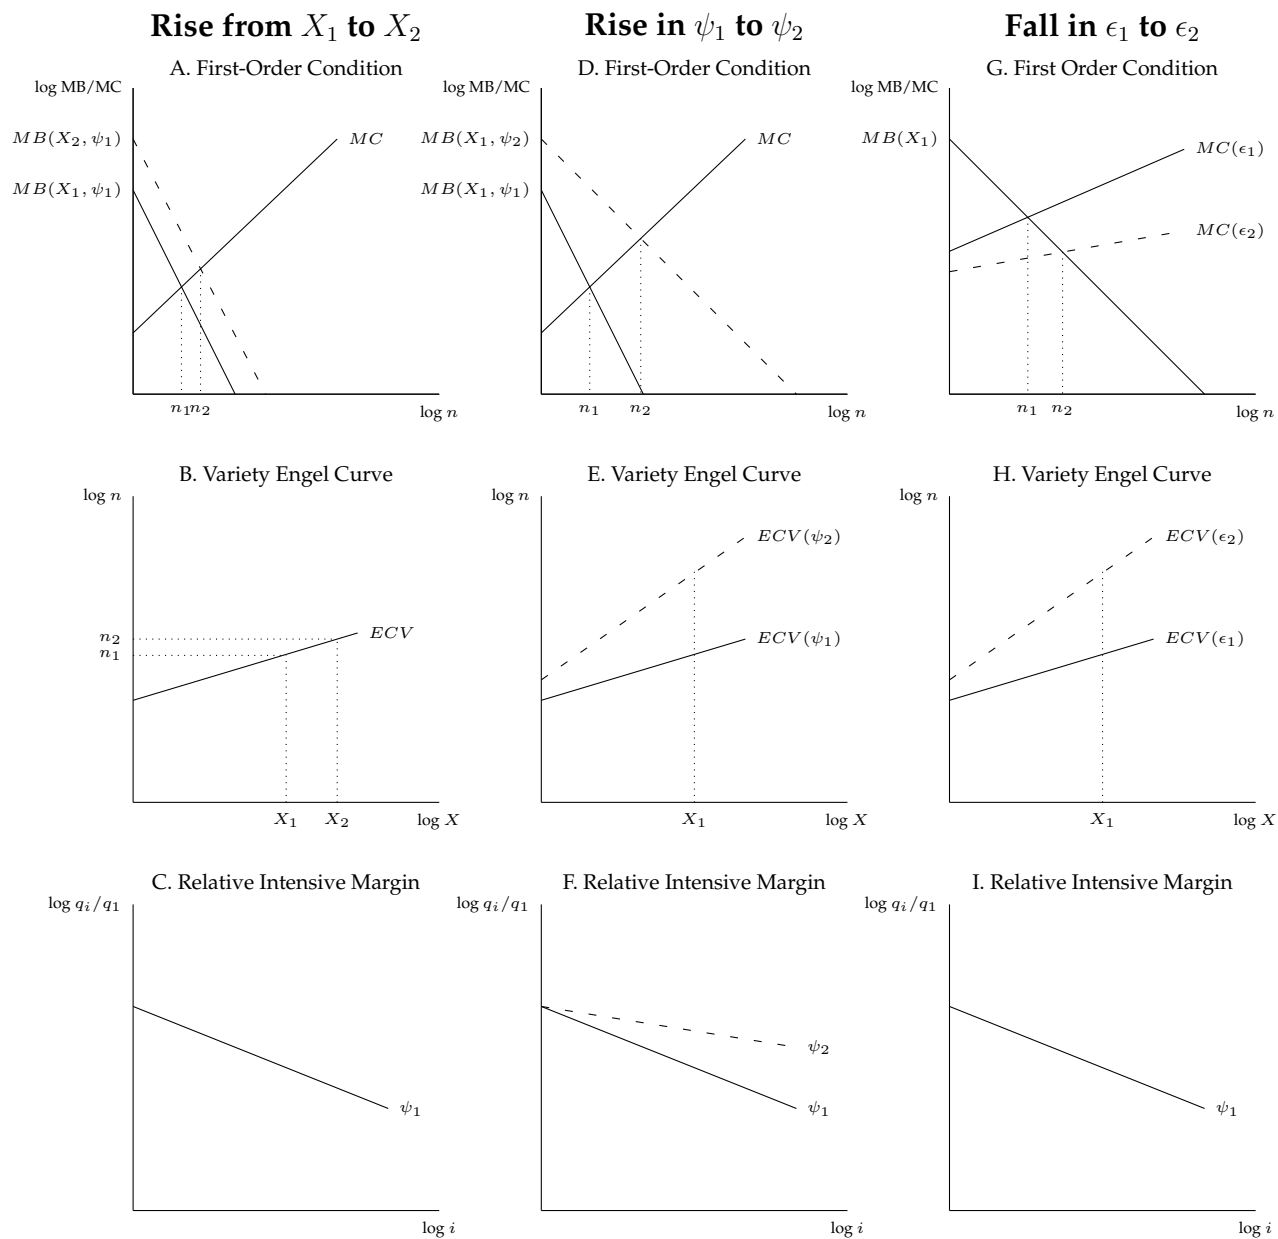 Rise from X₁ to X₂
Rise in ψ₁ to ψ₂
Fall in ϵ₁ to ϵ₂
A. First-Order Condition
log MB/MC
MB(X₂, ψ₁)
MB(X₁, ψ₁)
MC
n₁
n₂
log n
D. First-Order Condition
log MB/MC
MB(X₁, ψ₂)
MB(X₁, ψ₁)
MC
n₁
n₂
log n
G. First Order Condition
log MB/MC
MB(X₁)
MC(ϵ₁)
MC(ϵ₂)
n₁
n₂
log n
B. Variety Engel Curve
log n
ECV
n₂
n₁
X₁
X₂
log X
E. Variety Engel Curve
log n
ECV(ψ₂)
ECV(ψ₁)
X₁
log X
H. Variety Engel Curve
log n
ECV(ϵ₂)
ECV(ϵ₁)
X₁
log X
C. Relative Intensive Margin
log qᵢ/q₁
ψ₁
log i
F. Relative Intensive Margin
log qᵢ/q₁
ψ₂
ψ₁
log i
I. Relative Intensive Margin
log qᵢ/q₁
ψ₁
log i